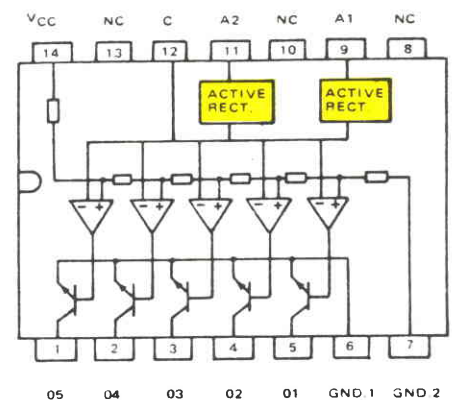 VCC NC C A2 NC A1 NC
14 13 12 11 10 9 8
ACTIVE RECT. ACTIVE RECT.
- + - + - + - + - +
1 2 3 4 5 6 7
05 04 03 02 01 GND.1 GND.2